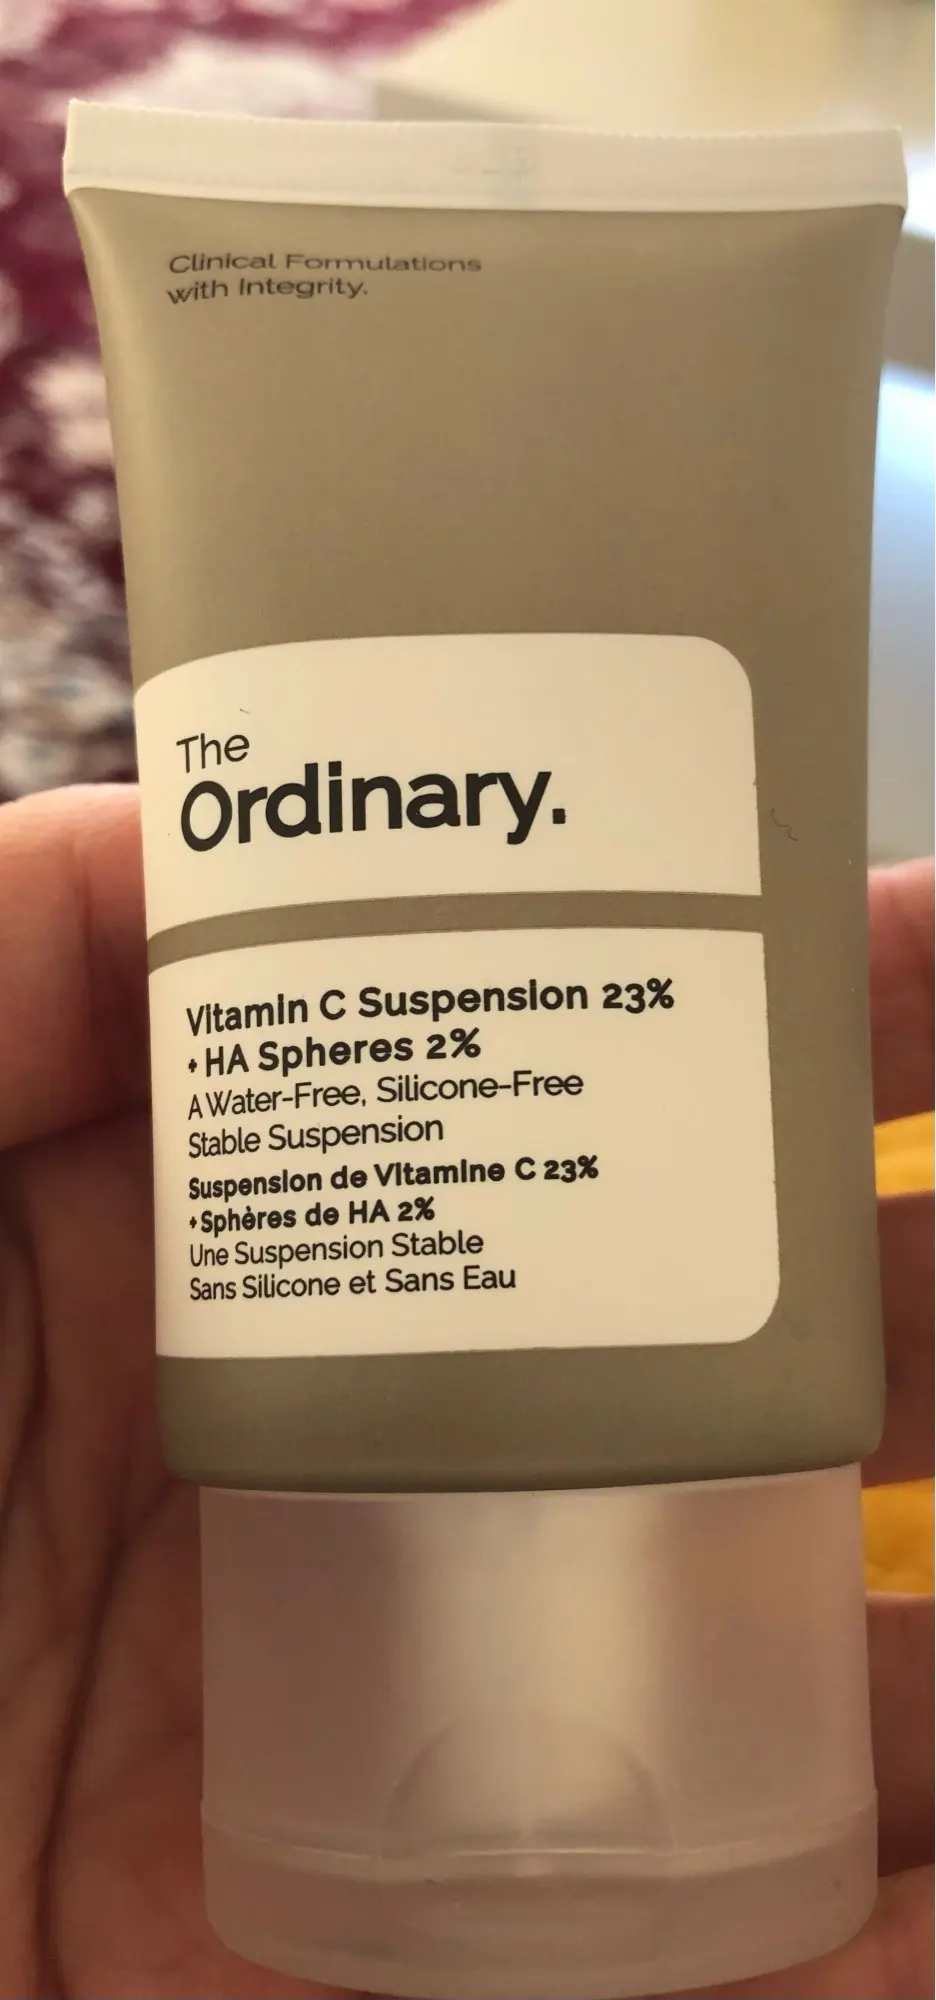 Clinical Formulations
with Integrity.
The
Ordinary.
Vitamin C Suspension 23%
+ HA Spheres 2%
A Water-Free, Silicone-Free
Stable Suspension
Suspension de Vitamine C 23%
+ Sphères de HA 2%
Une Suspension Stable
Sans Silicone et Sans Eau